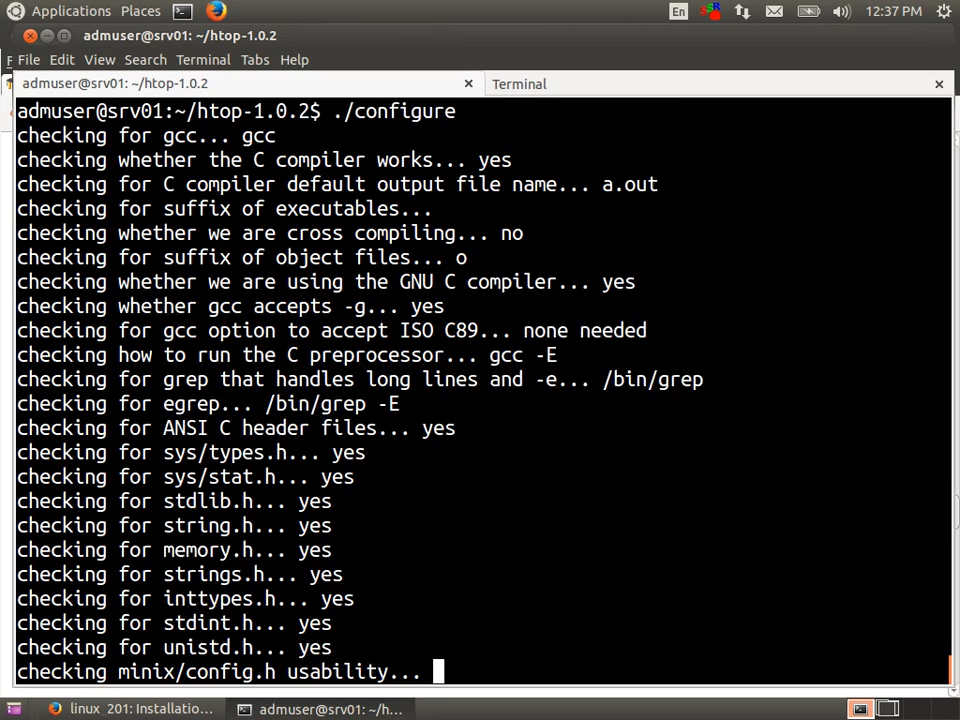 Applications Places En SSR 12:37 PM
admuser@srv01: ~/htop-1.0.2
File Edit View Search Terminal Tabs Help
admuser@srv01: ~/htop-1.0.2 × Terminal ×
admuser@srv01:~/htop-1.0.2$ ./configure
checking for gcc... gcc
checking whether the C compiler works... yes
checking for C compiler default output file name... a.out
checking for suffix of executables...
checking whether we are cross compiling... no
checking for suffix of object files... o
checking whether we are using the GNU C compiler... yes
checking whether gcc accepts -g... yes
checking for gcc option to accept ISO C89... none needed
checking how to run the C preprocessor... gcc -E
checking for grep that handles long lines and -e... /bin/grep
checking for egrep... /bin/grep -E
checking for ANSI C header files... yes
checking for sys/types.h... yes
checking for sys/stat.h... yes
checking for stdlib.h... yes
checking for string.h... yes
checking for memory.h... yes
checking for strings.h... yes
checking for inttypes.h... yes
checking for stdint.h... yes
checking for unistd.h... yes
checking minix/config.h usability...
linux_201: Installatio... admuser@srv01: ~/h...